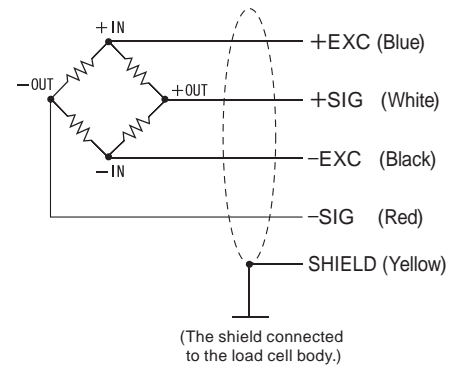 +IN
+EXC (Blue)
−OUT
+OUT
+SIG (White)
−IN
−EXC (Black)
−SIG (Red)
SHIELD (Yellow)
(The shield connected
to the load cell body.)